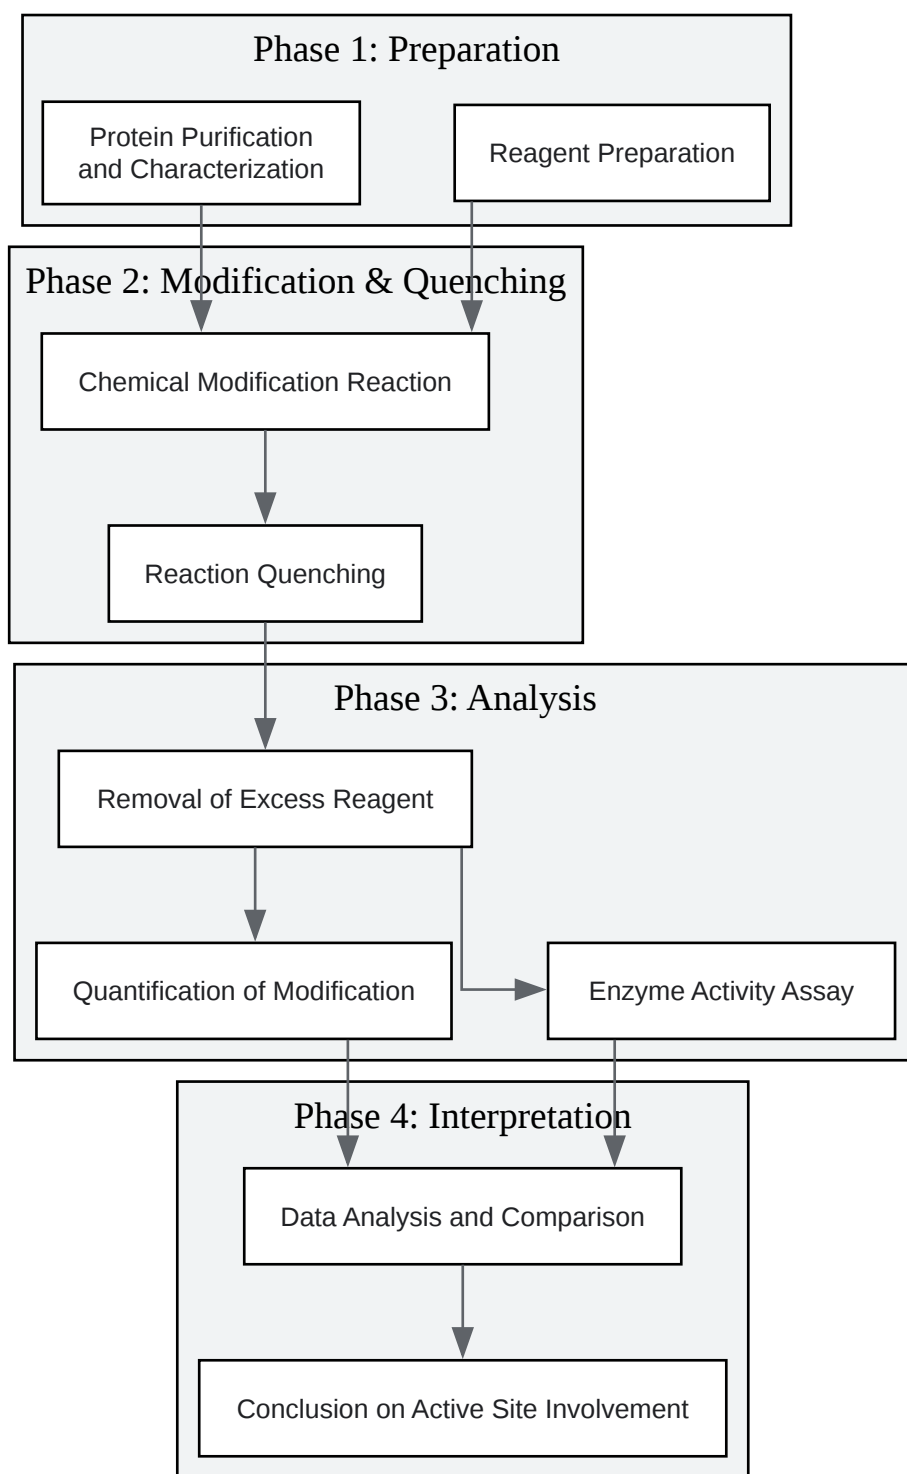 Phase 1: Preparation
Protein Purification
and Characterization
Reagent Preparation
Phase 2: Modification & Quenching
Chemical Modification Reaction
Reaction Quenching
Phase 3: Analysis
Removal of Excess Reagent
Quantification of Modification
Enzyme Activity Assay
Phase 4: Interpretation
Data Analysis and Comparison
Conclusion on Active Site Involvement